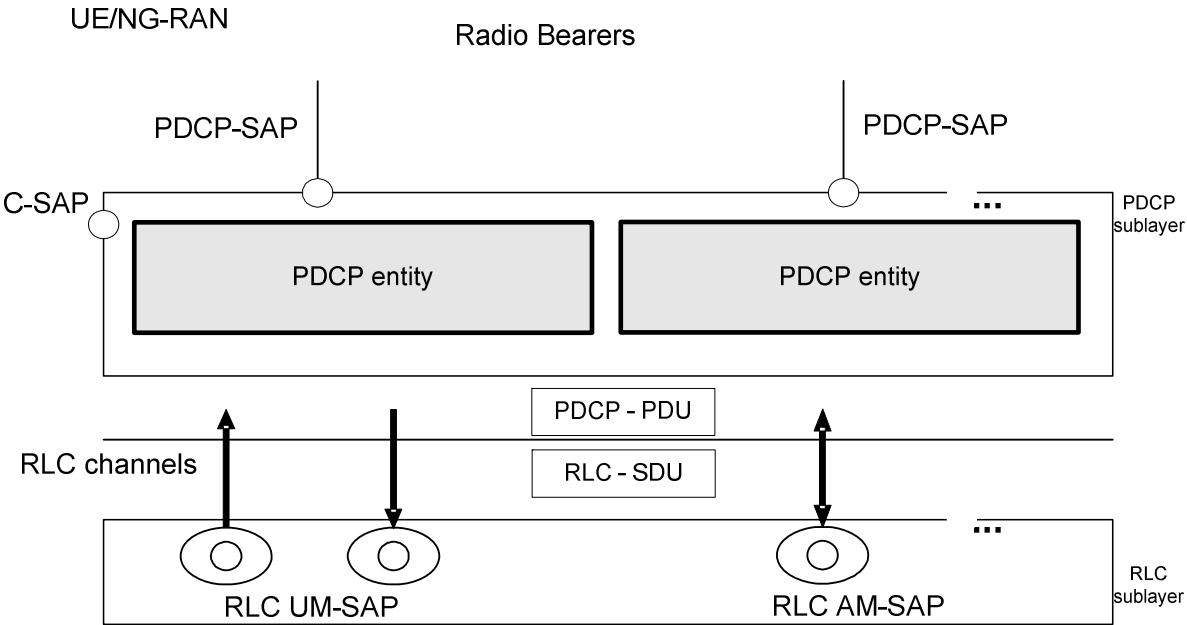 UE/NG-RAN
Radio Bearers
PDCP-SAP
PDCP-SAP
C-SAP
...
PDCP
sublayer
PDCP entity
PDCP entity
PDCP - PDU
RLC channels
RLC - SDU
...
RLC UM-SAP
RLC AM-SAP
RLC
sublayer